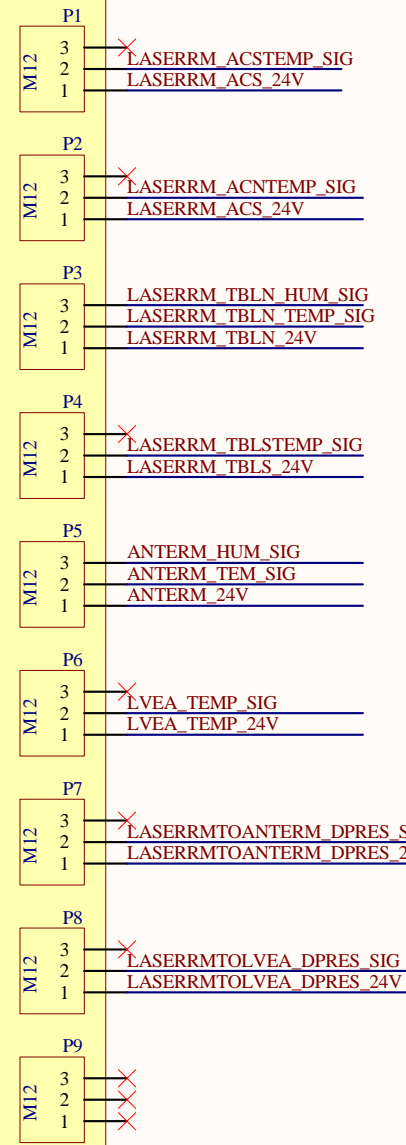 P1
M12
3
2 LASERRM_ACSTEMP_SIG
1 LASERRM_ACS_24V
P2
M12
3
2 LASERRM_ACNTEMP_SIG
1 LASERRM_ACS_24V
P3
M12
3 LASERRM_TBLN_HUM_SIG
2 LASERRM_TBLN_TEMP_SIG
1 LASERRM_TBLN_24V
P4
M12
3
2 LASERRM_TBLSTEMP_SIG
1 LASERRM_TBLS_24V
P5
M12
3 ANTERM_HUM_SIG
2 ANTERM_TEM_SIG
1 ANTERM_24V
P6
M12
3
2 LVEA_TEMP_SIG
1 LVEA_TEMP_24V
P7
M12
3
2 LASERRMTOANTERM_DPRES_S
1 LASERRMTOANTERM_DPRES_2
P8
M12
3
2 LASERRMTOLVEA_DPRES_SIG
1 LASERRMTOLVEA_DPRES_24V
P9
M12
3
2
1